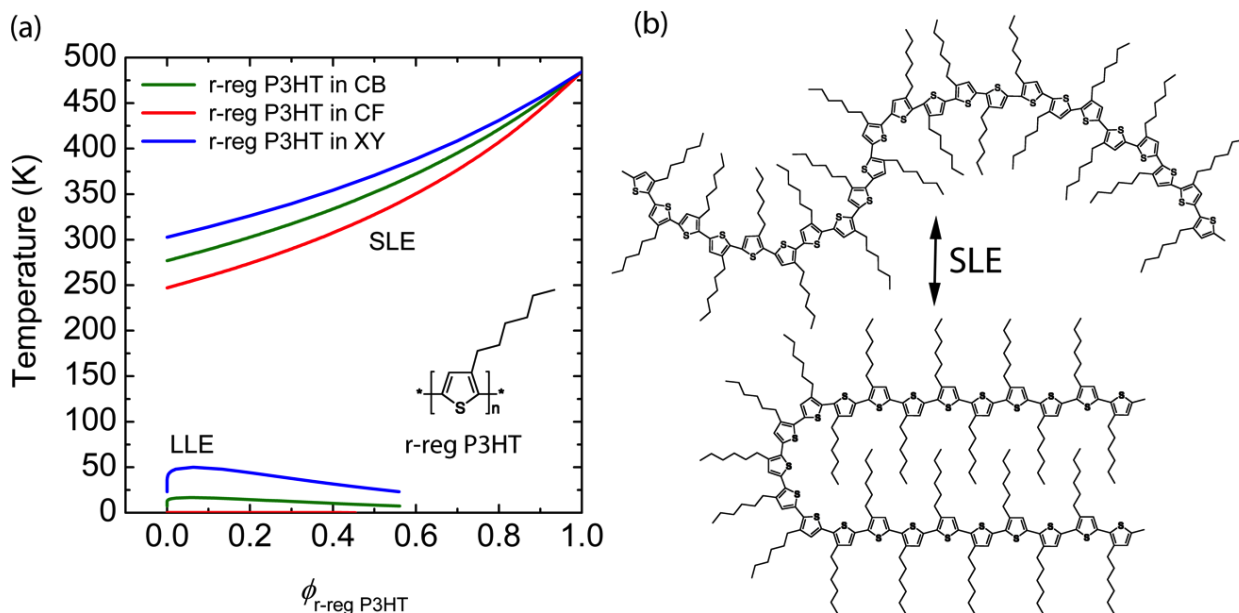 (a)
Temperature (K)
500
450
400
350
300
250
200
150
100
50
0
r-reg P3HT in CB
r-reg P3HT in CF
r-reg P3HT in XY
SLE
* [ S ]n *
r-reg P3HT
LLE
0.0 0.2 0.4 0.6 0.8 1.0
ϕr-reg P3HT
(b)
S S S S S S S S S S S S S S S S S S S S
SLE
S S S S S S S S
S
S
S
S S S S S S S S